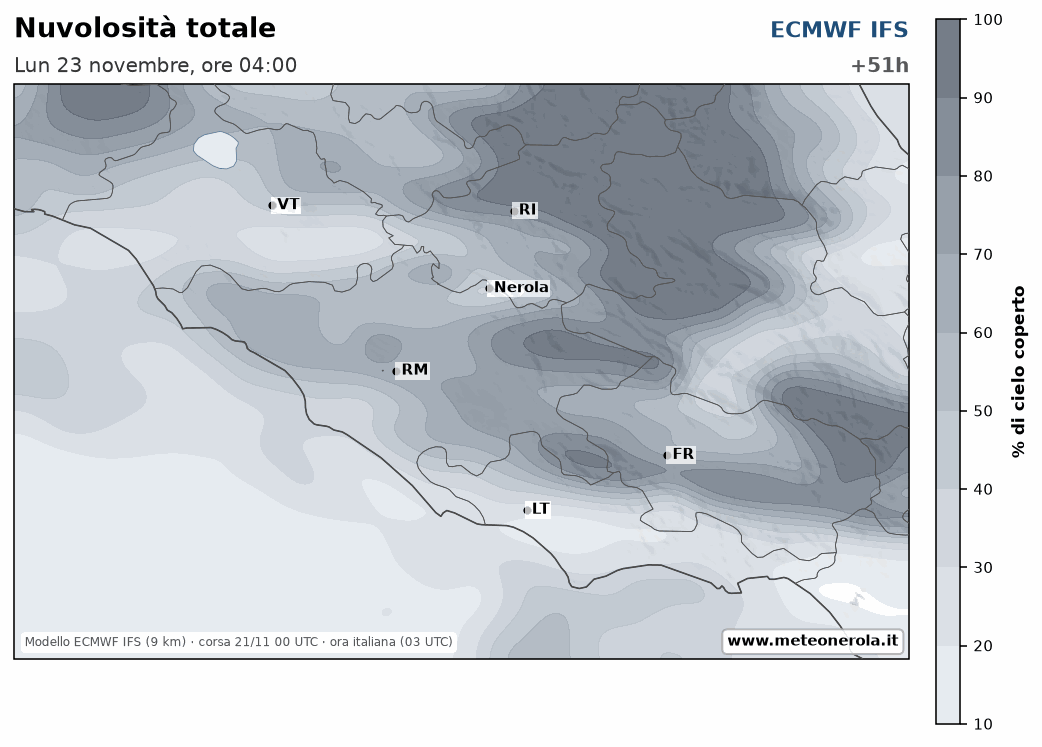 Nuvolosità totale
ECMWF IFS
Lun 23 novembre, ore 04:00
+51h
VT
RI
Nerola
RM
FR
LT
Modello ECMWF IFS (9 km) · corsa 21/11 00 UTC · ora italiana (03 UTC)
www.meteonerola.it
100
90
80
70
60
50
40
30
20
10
% di cielo coperto